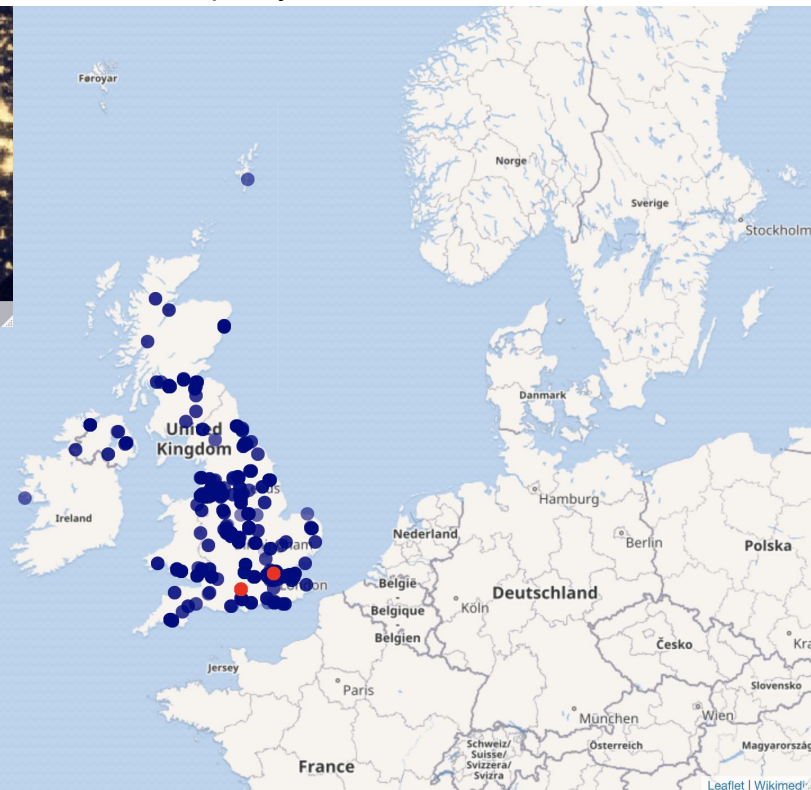 Føroyar
Norge
Sverige
Stockholm
United
Kingdom
Danmark
Ireland
Hamburg
Nederland
Berlin
Polska
London
België
-
Belgique
-
Belgien
Köln
Deutschland
Česko
Jersey
Paris
Slovensko
München
Wien
Schweiz/
Suisse/
Svizzera/
Svizra
Österreich
Magyarország
France
Leaflet | Wikimedi